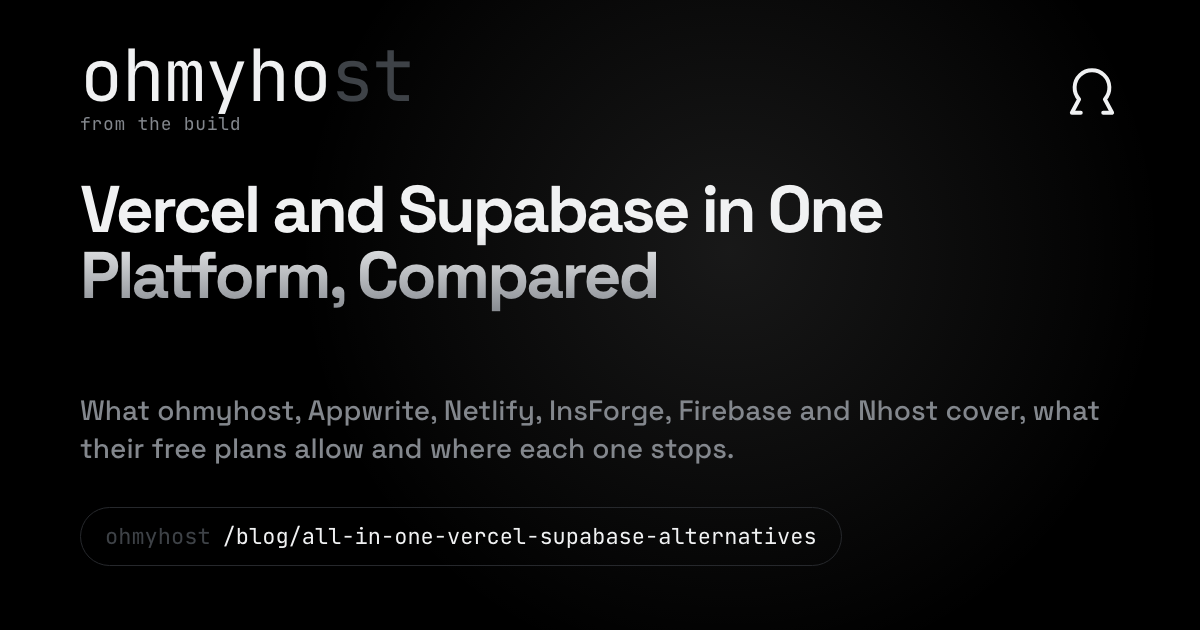 ohmyhost
from the build
Vercel and Supabase in One
Platform, Compared
What ohmyhost, Appwrite, Netlify, InsForge, Firebase and Nhost cover, what
their free plans allow and where each one stops.
ohmyhost /blog/all-in-one-vercel-supabase-alternatives